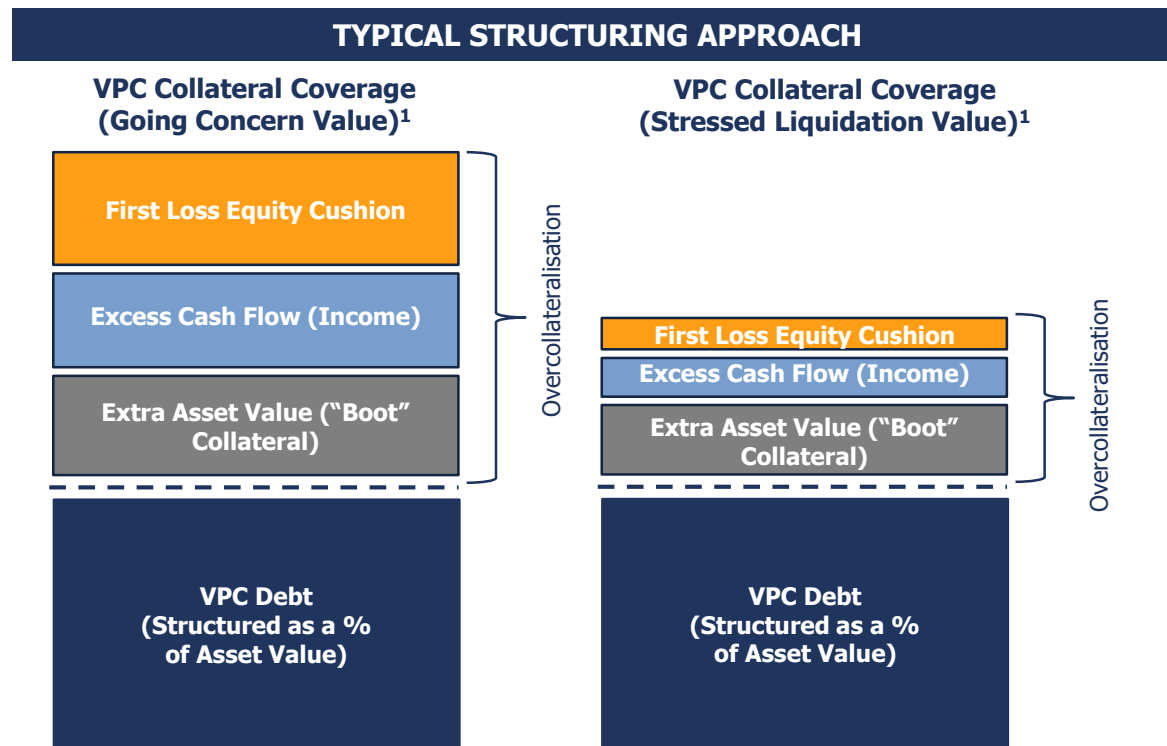 TYPICAL STRUCTURING APPROACH
VPC Collateral Coverage
(Going Concern Value)1
First Loss Equity Cushion
Excess Cash Flow (Income)
Extra Asset Value (“Boot”
Collateral)
Overcollateralisation
VPC Debt
(Structured as a %
of Asset Value)
VPC Collateral Coverage
(Stressed Liquidation Value)1
First Loss Equity Cushion
Excess Cash Flow (Income)
Extra Asset Value (“Boot”
Collateral)
Overcollateralisation
VPC Debt
(Structured as a %
of Asset Value)